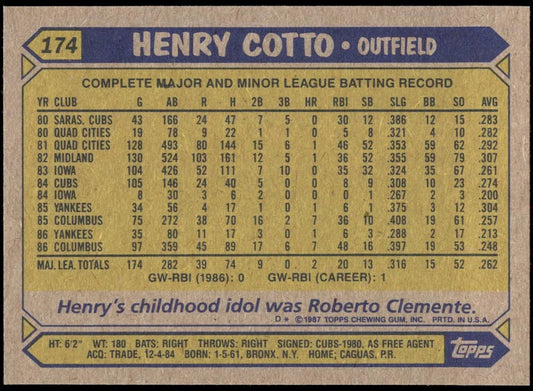 174 HENRY COTTO • OUTFIELD
COMPLETE MAJOR AND MINOR LEAGUE BATTING RECORD
YR CLUB G AB R H 2B 3B HR RBI SB SLG BB SO AVG
80 SARAS. CUBS 43 166 24 47 7 5 0 30 12 .386 12 15 .283
80 QUAD CITIES 19 78 9 22 1 0 0 5 8 .321 4 10 .282
81 QUAD CITIES 128 493 80 144 15 6 1 46 52 .353 59 62 .292
82 MIDLAND 130 524 103 161 12 3 1 36 52 .355 59 79 .307
83 IOWA 104 426 52 111 7 10 0 35 32 .324 35 67 .261
84 CUBS 105 146 24 40 5 0 0 8 9 .308 10 23 .274
84 IOWA 8 30 3 6 2 0 0 0 1 .267 2 3 .200
85 YANKEES 34 56 4 17 1 0 1 6 1 .375 3 12 .304
85 COLUMBUS 75 272 38 70 16 2 7 36 10 .408 19 61 .257
86 YANKEES 35 80 11 17 3 0 1 6 3 .288 2 17 .213
86 COLUMBUS 97 359 45 89 17 6 7 48 16 .397 19 53 .248
MAJ. LEA. TOTALS 174 282 39 74 9 0 2 20 13 .316 15 52 .262
GW-RBI (1986): 0 GW-RBI (CAREER): 1
Henry's childhood idol was Roberto Clemente.
D* ©1987 TOPPS CHEWING GUM, INC. PRTD. IN U.S.A.
HT: 6'2" WT: 180 BATS: RIGHT THROWS: RIGHT SIGNED: CUBS-1980, AS FREE AGENT
ACQ: TRADE, 12-4-84 BORN: 1-5-61, BRONX, N.Y. HOME; CAGUAS, P.R.
topps